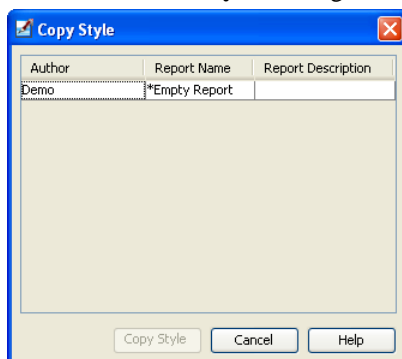 Copy Style
Author Report Name Report Description
Demo *Empty Report
Copy Style Cancel Help